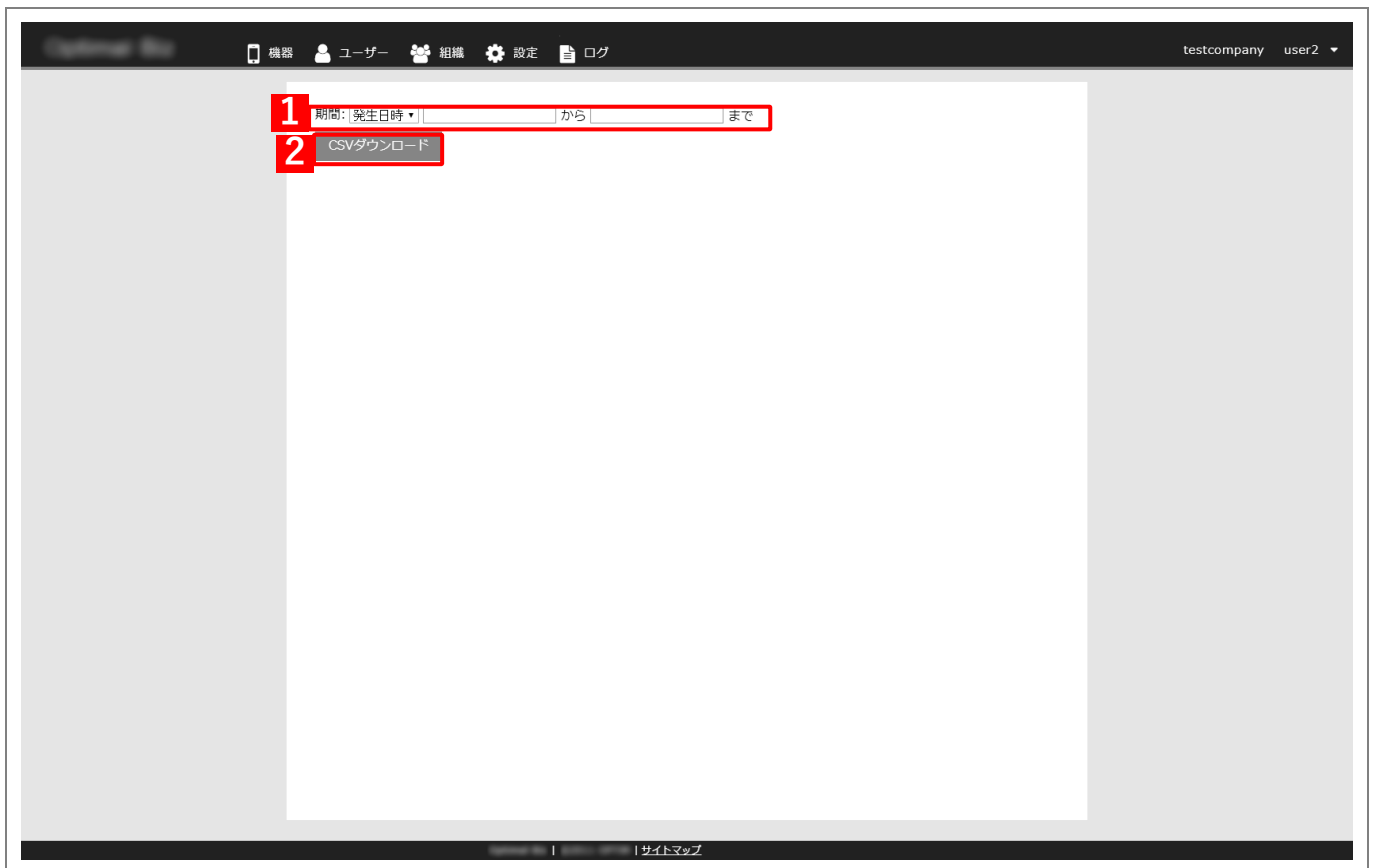 機器 ユーザー 組織 設定 ログ testcompany user2 ▼
1 期間: 発生日時 ▼ から まで
2 CSVダウンロード
| | サイトマップ